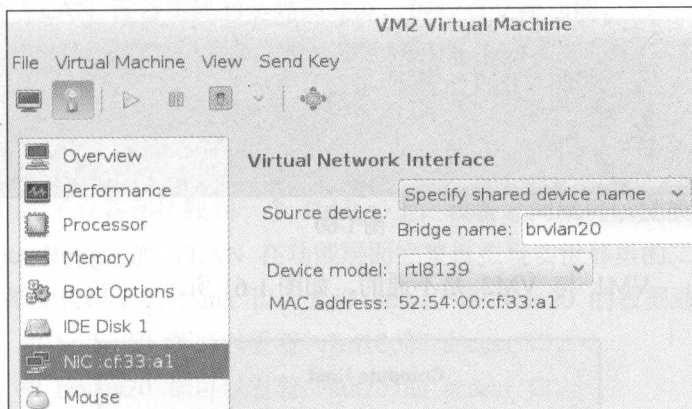 VM2 Virtual Machine
File Virtual Machine View Send Key
Overview
Performance
Processor
Memory
Boot Options
IDE Disk 1
NIC :cf:33:a1
Mouse
Virtual Network Interface
Source device: Specify shared device name
Bridge name: brvlan20
Device model: rtl8139
MAC address: 52:54:00:cf:33:a1